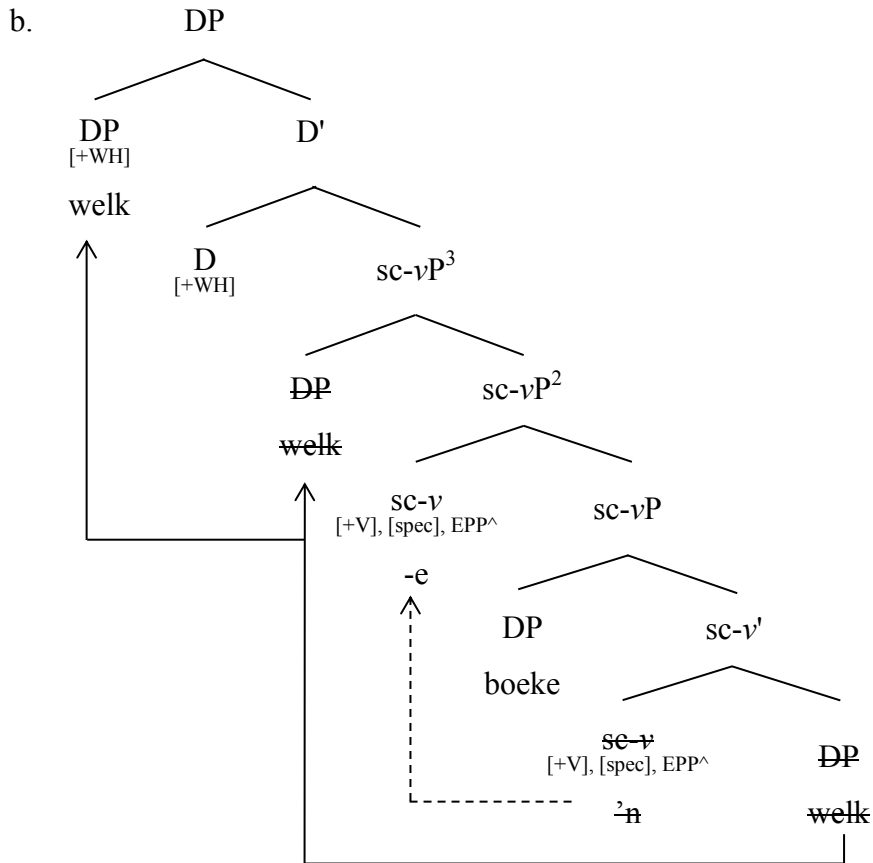 b. DP
DP D'
[+WH]
welk
D sc-vP³
[+WH]
DP sc-vP²
welk
sc-v sc-vP
[+V], [spec], EPP^
-e
DP sc-v'
boeke
sc-v DP
[+V], [spec], EPP^
’n welk